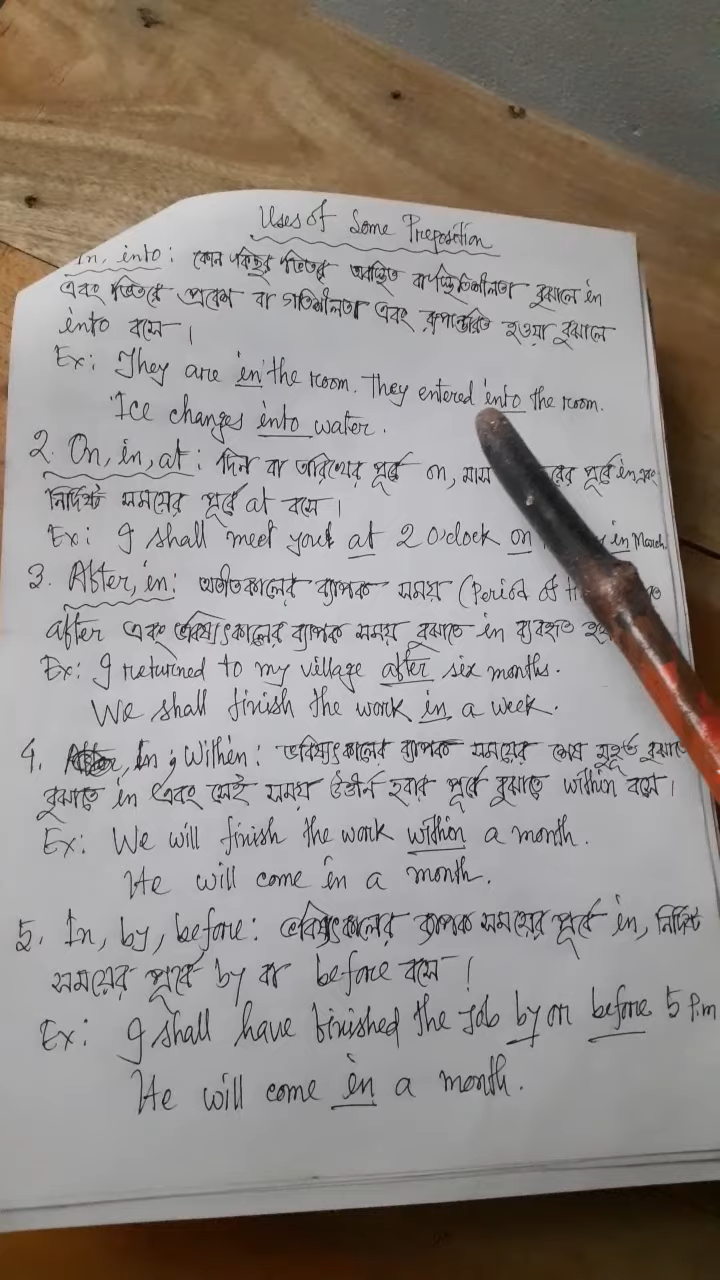 Uses of Some Preposition
In, into: কোন কিছুর ভিতর অবস্থিত বা স্থিতিশীলতা বুঝালে in
এবং ভিতরে প্রবেশ বা গতিশীলতা এবং রূপান্তরিত হওয়া বুঝালে
into বসে।
Ex: They are in the room. They entered into the room.
Ice changes into water.
2. On, in, at: দিন বা তারিখের পূর্বে on, মাস রের পূর্বে in এবং
নির্দিষ্ট সময়ের পূর্বে at বসে।
Ex: I shall meet you at 2 O'clock on in March
3. After, in: অতীতকালের ব্যাপক সময় (Period of
after এবং ভবিষ্যৎকালের ব্যাপক সময় বুঝাতে in ব্যবহৃত
Ex: I returned to my village after six months.
We shall finish the work in a week.
4. In, Within: ভবিষ্যৎকালের ব্যাপক সময়ের শেষ মুহূর্ত বুঝাতে
বুঝাতে in এবং সেই সময় উত্তীর্ন হবার পূর্বে বুঝাতে within বসে।
Ex: We will finish the work within a month.
He will come in a month.
5. In, by, before: ভবিষ্যৎকালের ব্যাপক সময়ের পূর্বে in, নির্দিষ্ট
সময়ের পূর্বে by বা before বসে।
Ex: I shall have finished the job by or before 5 P.m
He will come in a month.